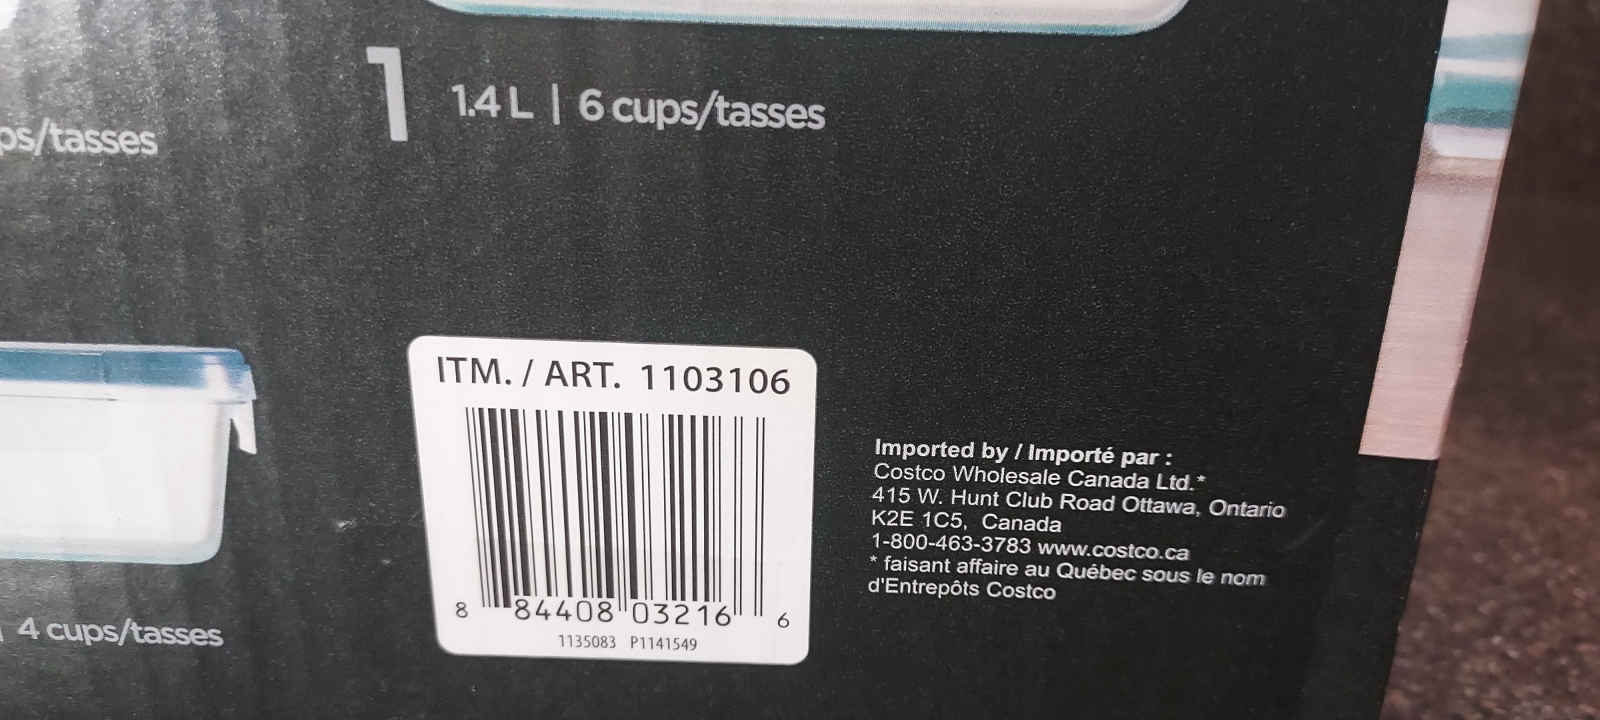 1 1.4 L | 6 cups/tasses
/tasses
ITM. / ART. 1103106
8 84408 03216 6
1135083 P1141549
Imported by / Importé par :
Costco Wholesale Canada Ltd.*
415 W. Hunt Club Road Ottawa, Ontario
K2E 1C5, Canada
1-800-463-3783 www.costco.ca
* faisant affaire au Québec sous le nom
d'Entrepôts Costco
4 cups/tasses